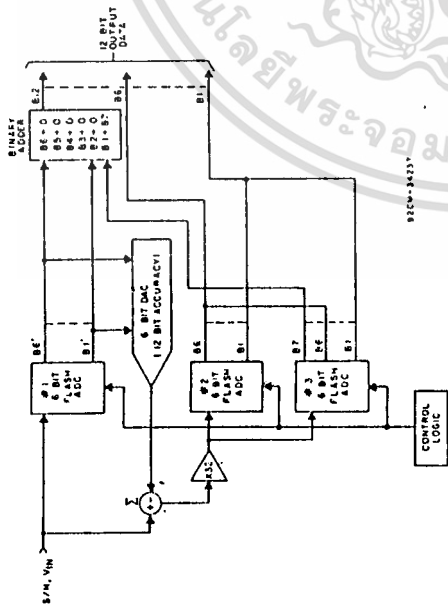 S/H, VIN
#1
6 BIT
FLASH
ADC
B6'
B1'
BINARY
ADDER
B6+0
B5+0
B4+0
B3+0
B2+0
B1+B7
B12
12 BIT
OUTPUT
DATA
B6
B1
6 BIT DAC
(12 BIT ACCURACY)
Σ
+
-
X32
#2
6 BIT
FLASH
ADC
B6
B1
#3
6 BIT
FLASH
ADC
B7
B6
B1
CONTROL
LOGIC
92CM-34237